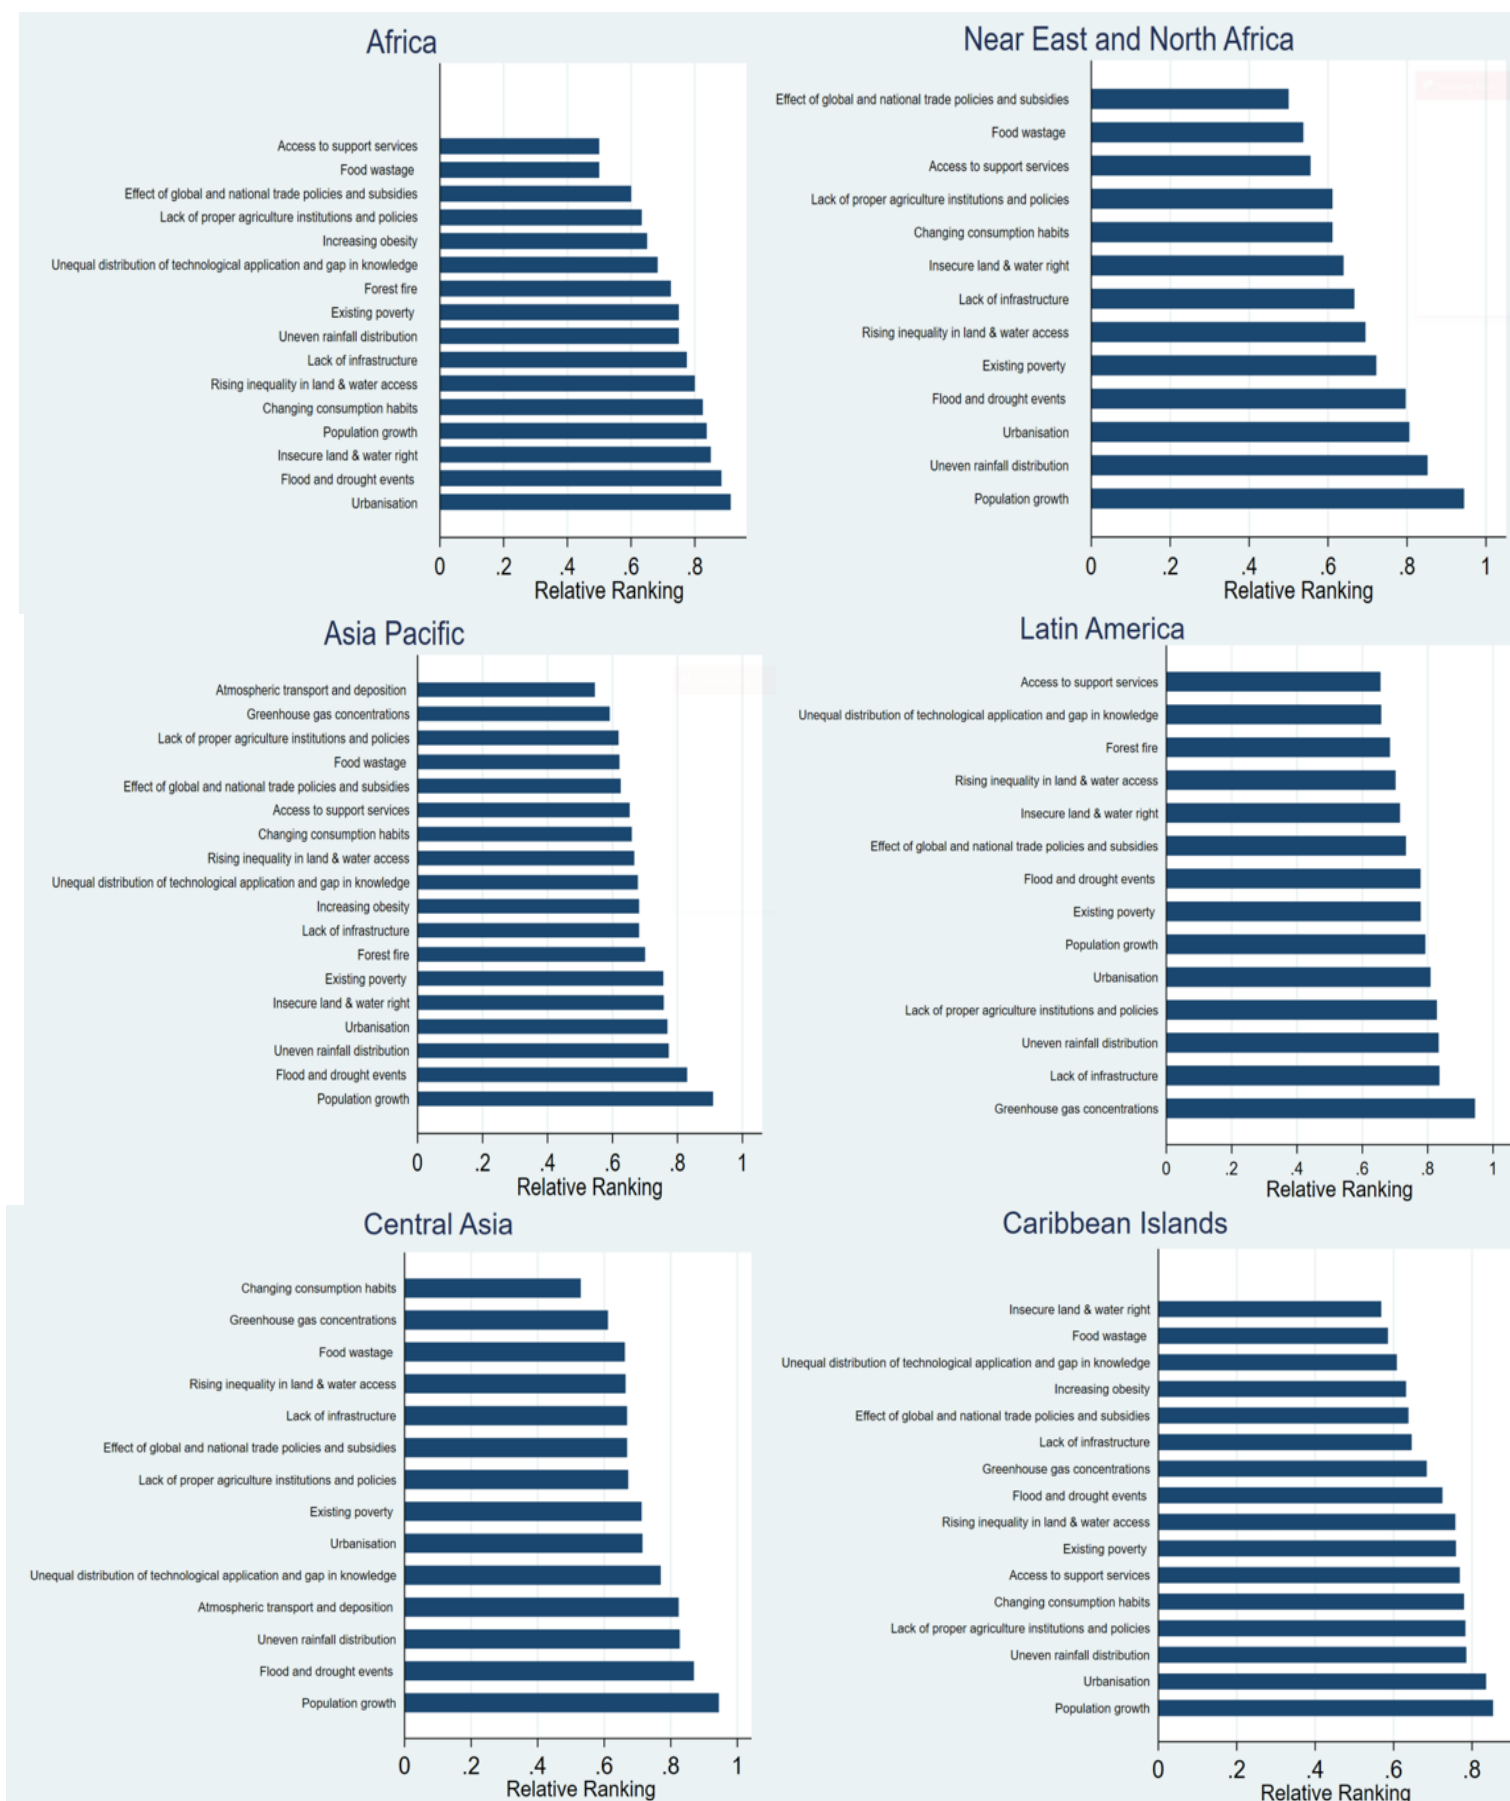 Africa
Access to support services
Food wastage
Effect of global and national trade policies and subsidies
Lack of proper agriculture institutions and policies
Increasing obesity
Unequal distribution of technological application and gap in knowledge
Forest fire
Existing poverty
Uneven rainfall distribution
Lack of infrastructure
Rising inequality in land & water access
Changing consumption habits
Population growth
Insecure land & water right
Flood and drought events
Urbanisation
0 .2 .4 .6 .8
Relative Ranking
Near East and North Africa
Effect of global and national trade policies and subsidies
Food wastage
Access to support services
Lack of proper agriculture institutions and policies
Changing consumption habits
Insecure land & water right
Lack of infrastructure
Rising inequality in land & water access
Existing poverty
Flood and drought events
Urbanisation
Uneven rainfall distribution
Population growth
0 .2 .4 .6 .8 1
Relative Ranking
Asia Pacific
Atmospheric transport and deposition
Greenhouse gas concentrations
Lack of proper agriculture institutions and policies
Food wastage
Effect of global and national trade policies and subsidies
Access to support services
Changing consumption habits
Rising inequality in land & water access
Unequal distribution of technological application and gap in knowledge
Increasing obesity
Lack of infrastructure
Forest fire
Existing poverty
Insecure land & water right
Urbanisation
Uneven rainfall distribution
Flood and drought events
Population growth
0 .2 .4 .6 .8 1
Relative Ranking
Latin America
Access to support services
Unequal distribution of technological application and gap in knowledge
Forest fire
Rising inequality in land & water access
Insecure land & water right
Effect of global and national trade policies and subsidies
Flood and drought events
Existing poverty
Population growth
Urbanisation
Lack of proper agriculture institutions and policies
Uneven rainfall distribution
Lack of infrastructure
Greenhouse gas concentrations
0 .2 .4 .6 .8 1
Relative Ranking
Central Asia
Changing consumption habits
Greenhouse gas concentrations
Food wastage
Rising inequality in land & water access
Lack of infrastructure
Effect of global and national trade policies and subsidies
Lack of proper agriculture institutions and policies
Existing poverty
Urbanisation
Unequal distribution of technological application and gap in knowledge
Atmospheric transport and deposition
Uneven rainfall distribution
Flood and drought events
Population growth
0 .2 .4 .6 .8 1
Relative Ranking
Caribbean Islands
Insecure land & water right
Food wastage
Unequal distribution of technological application and gap in knowledge
Increasing obesity
Effect of global and national trade policies and subsidies
Lack of infrastructure
Greenhouse gas concentrations
Flood and drought events
Rising inequality in land & water access
Existing poverty
Access to support services
Changing consumption habits
Lack of proper agriculture institutions and policies
Uneven rainfall distribution
Urbanisation
Population growth
0 .2 .4 .6 .8
Relative Ranking